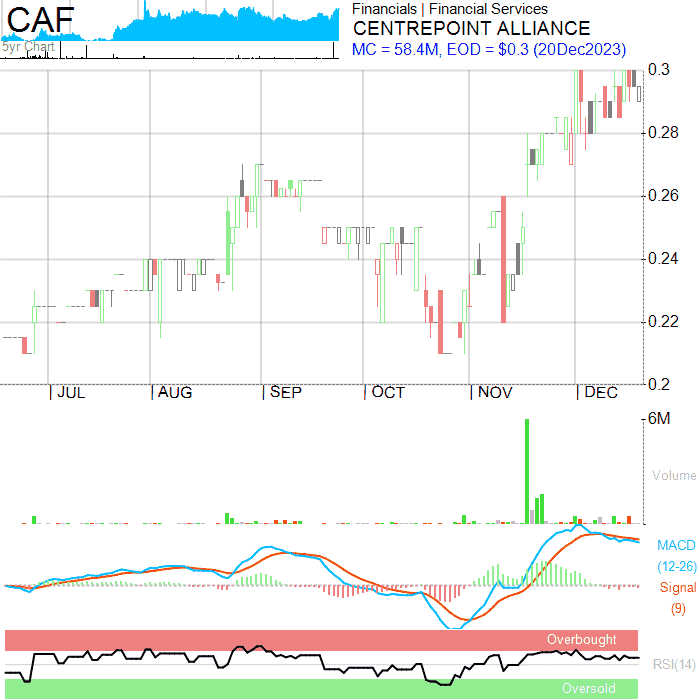 CAF
5yr Chart
Financials | Financial Services
CENTREPOINT ALLIANCE
MC = 58.4M, EOD = $0.3 (20Dec2023)
0.3
0.28
0.26
0.24
0.22
0.2
JUL AUG SEP OCT NOV DEC
6M
Volume
MACD
(12-26)
Signal
(9)
Overbought
RSI(14)
Oversold